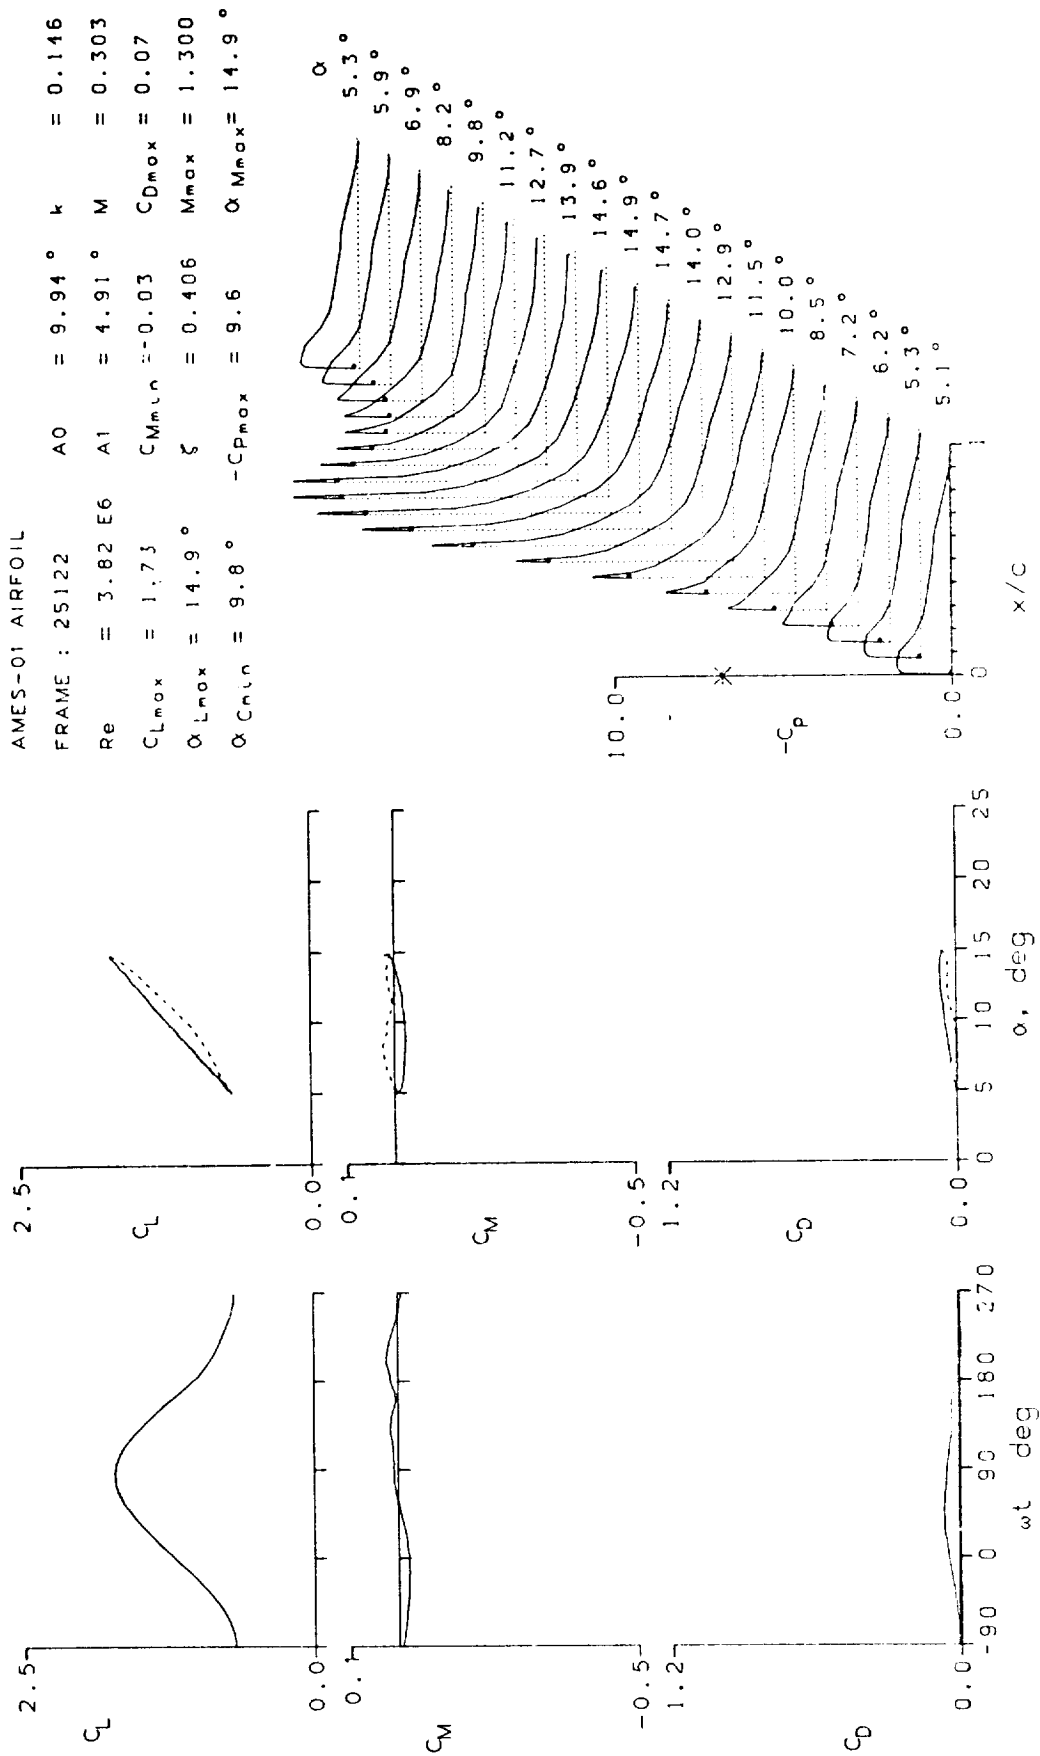 AMES-01 AIRFOIL
FRAME : 25122 A0 = 9.94° k = 0.146
Re = 3.82 E6 A1 = 4.91° M = 0.303
CLmax = 1.73 CMmin =-0.03 CDmax = 0.07
αLmax = 14.9° ζ = 0.406 Mmax = 1.300
αCmin = 9.8° -CPmax = 9.6 αMmax= 14.9°
2.5
CL
0.0
0.1
CM
-0.5
1.2
CD
0.0
-90 0 90 180 270
ωt deg
2.5
CL
0.0
0.1
CM
-0.5
1.2
CD
0.0
0 5 10 15 20 25
α, deg
α
5.3°
5.9°
6.9°
8.2°
9.8°
11.2°
12.7°
13.9°
14.6°
14.9°
14.7°
14.0°
12.9°
11.5°
10.0°
8.5°
7.2°
6.2°
5.3°
5.1°
10.0
-CP
0.0
0 1
x/c